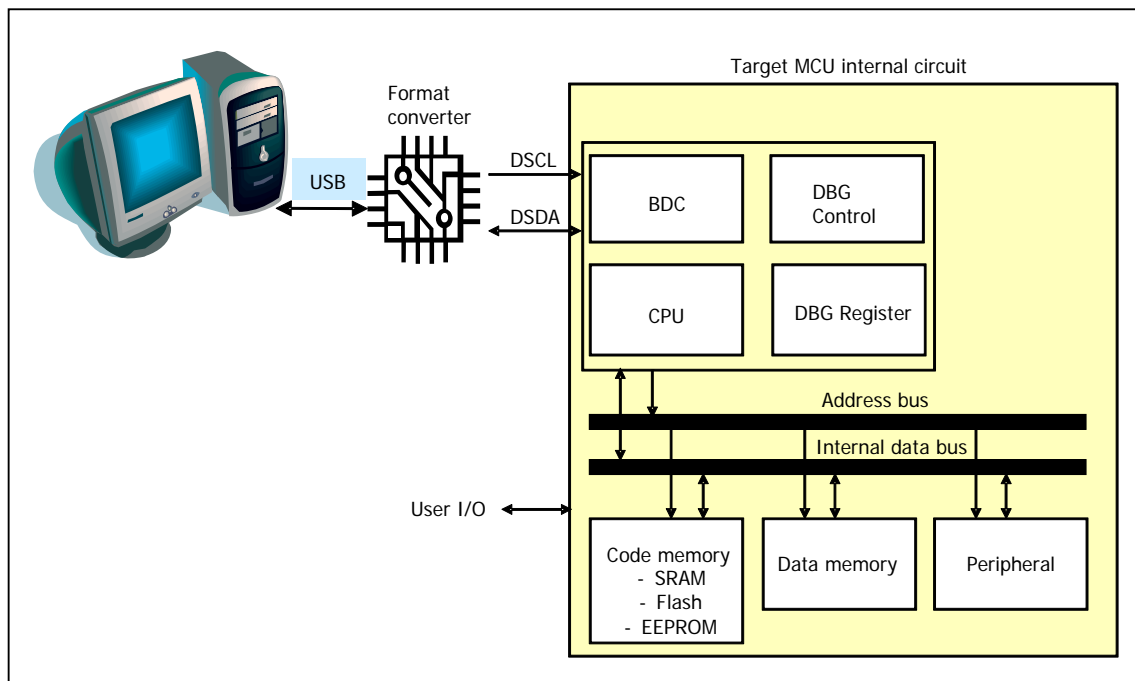 Target MCU internal circuit
Format
converter
USB
DSCL
DSDA
BDC
DBG
Control
CPU
DBG Register
Address bus
Internal data bus
User I/O
Code memory
- SRAM
- Flash
- EEPROM
Data memory
Peripheral